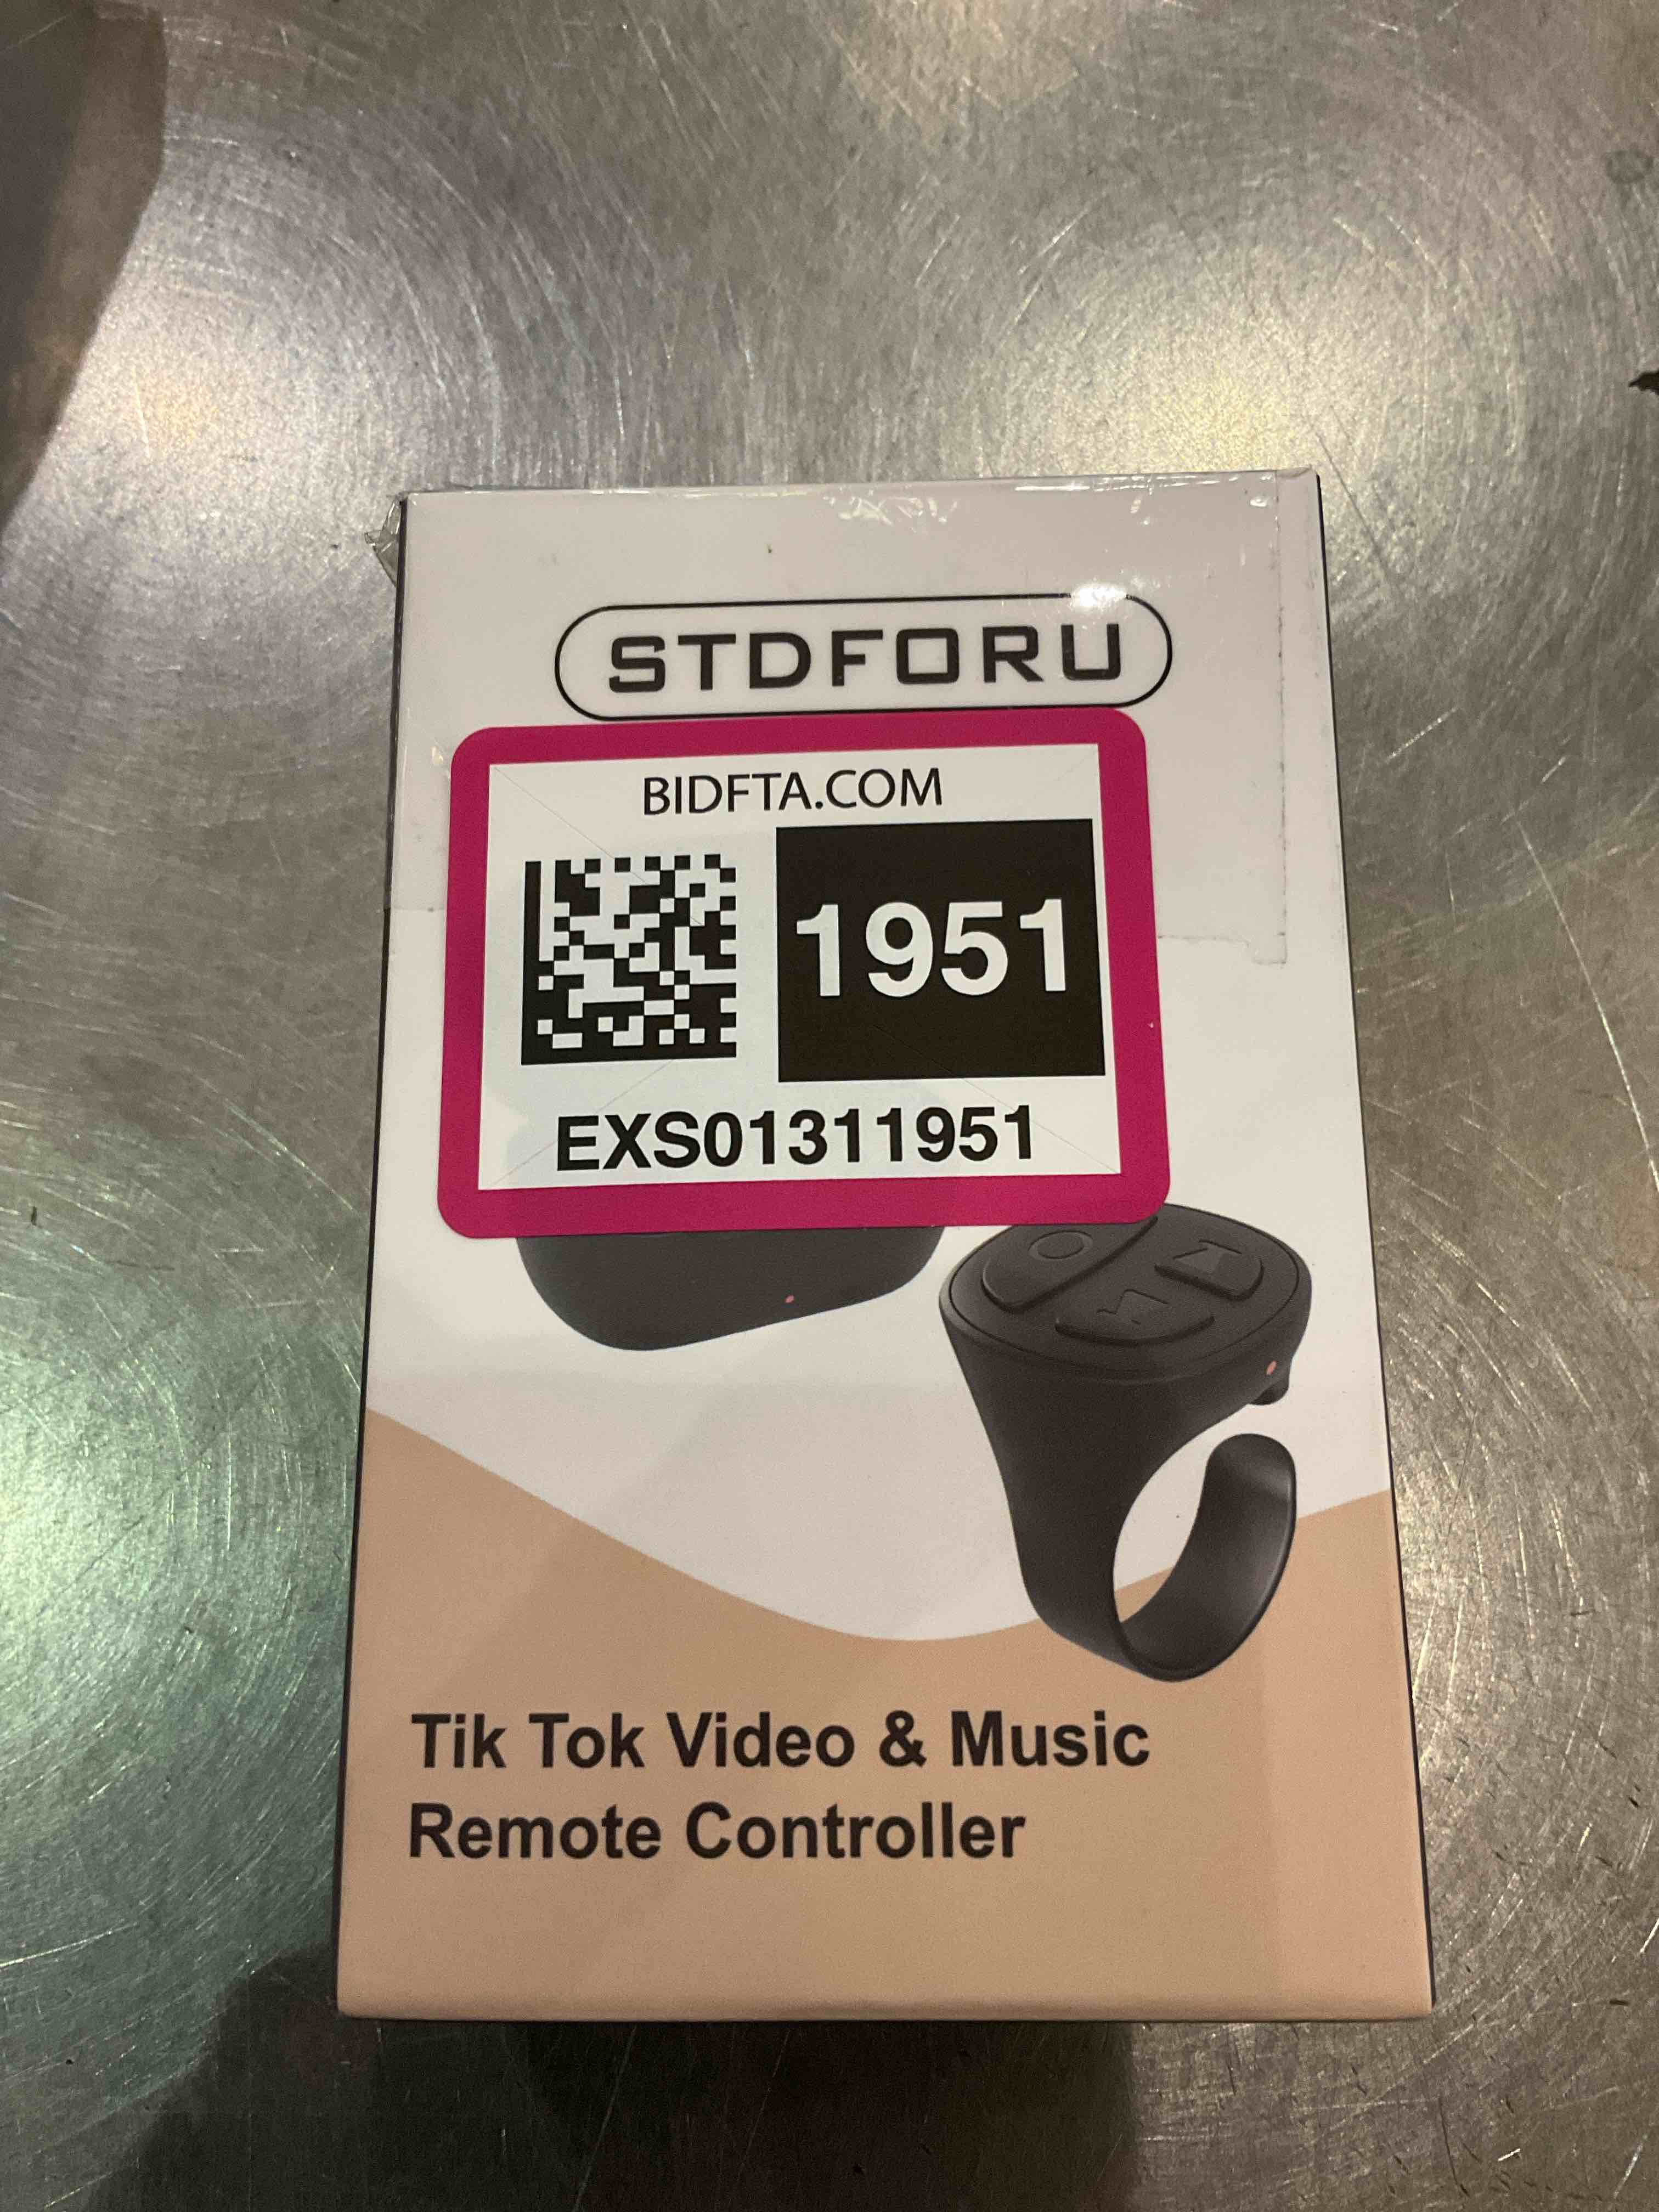 STDFORU
BIDFTA.COM
1951
EXS01311951
Tik Tok Video & Music
Remote Controller